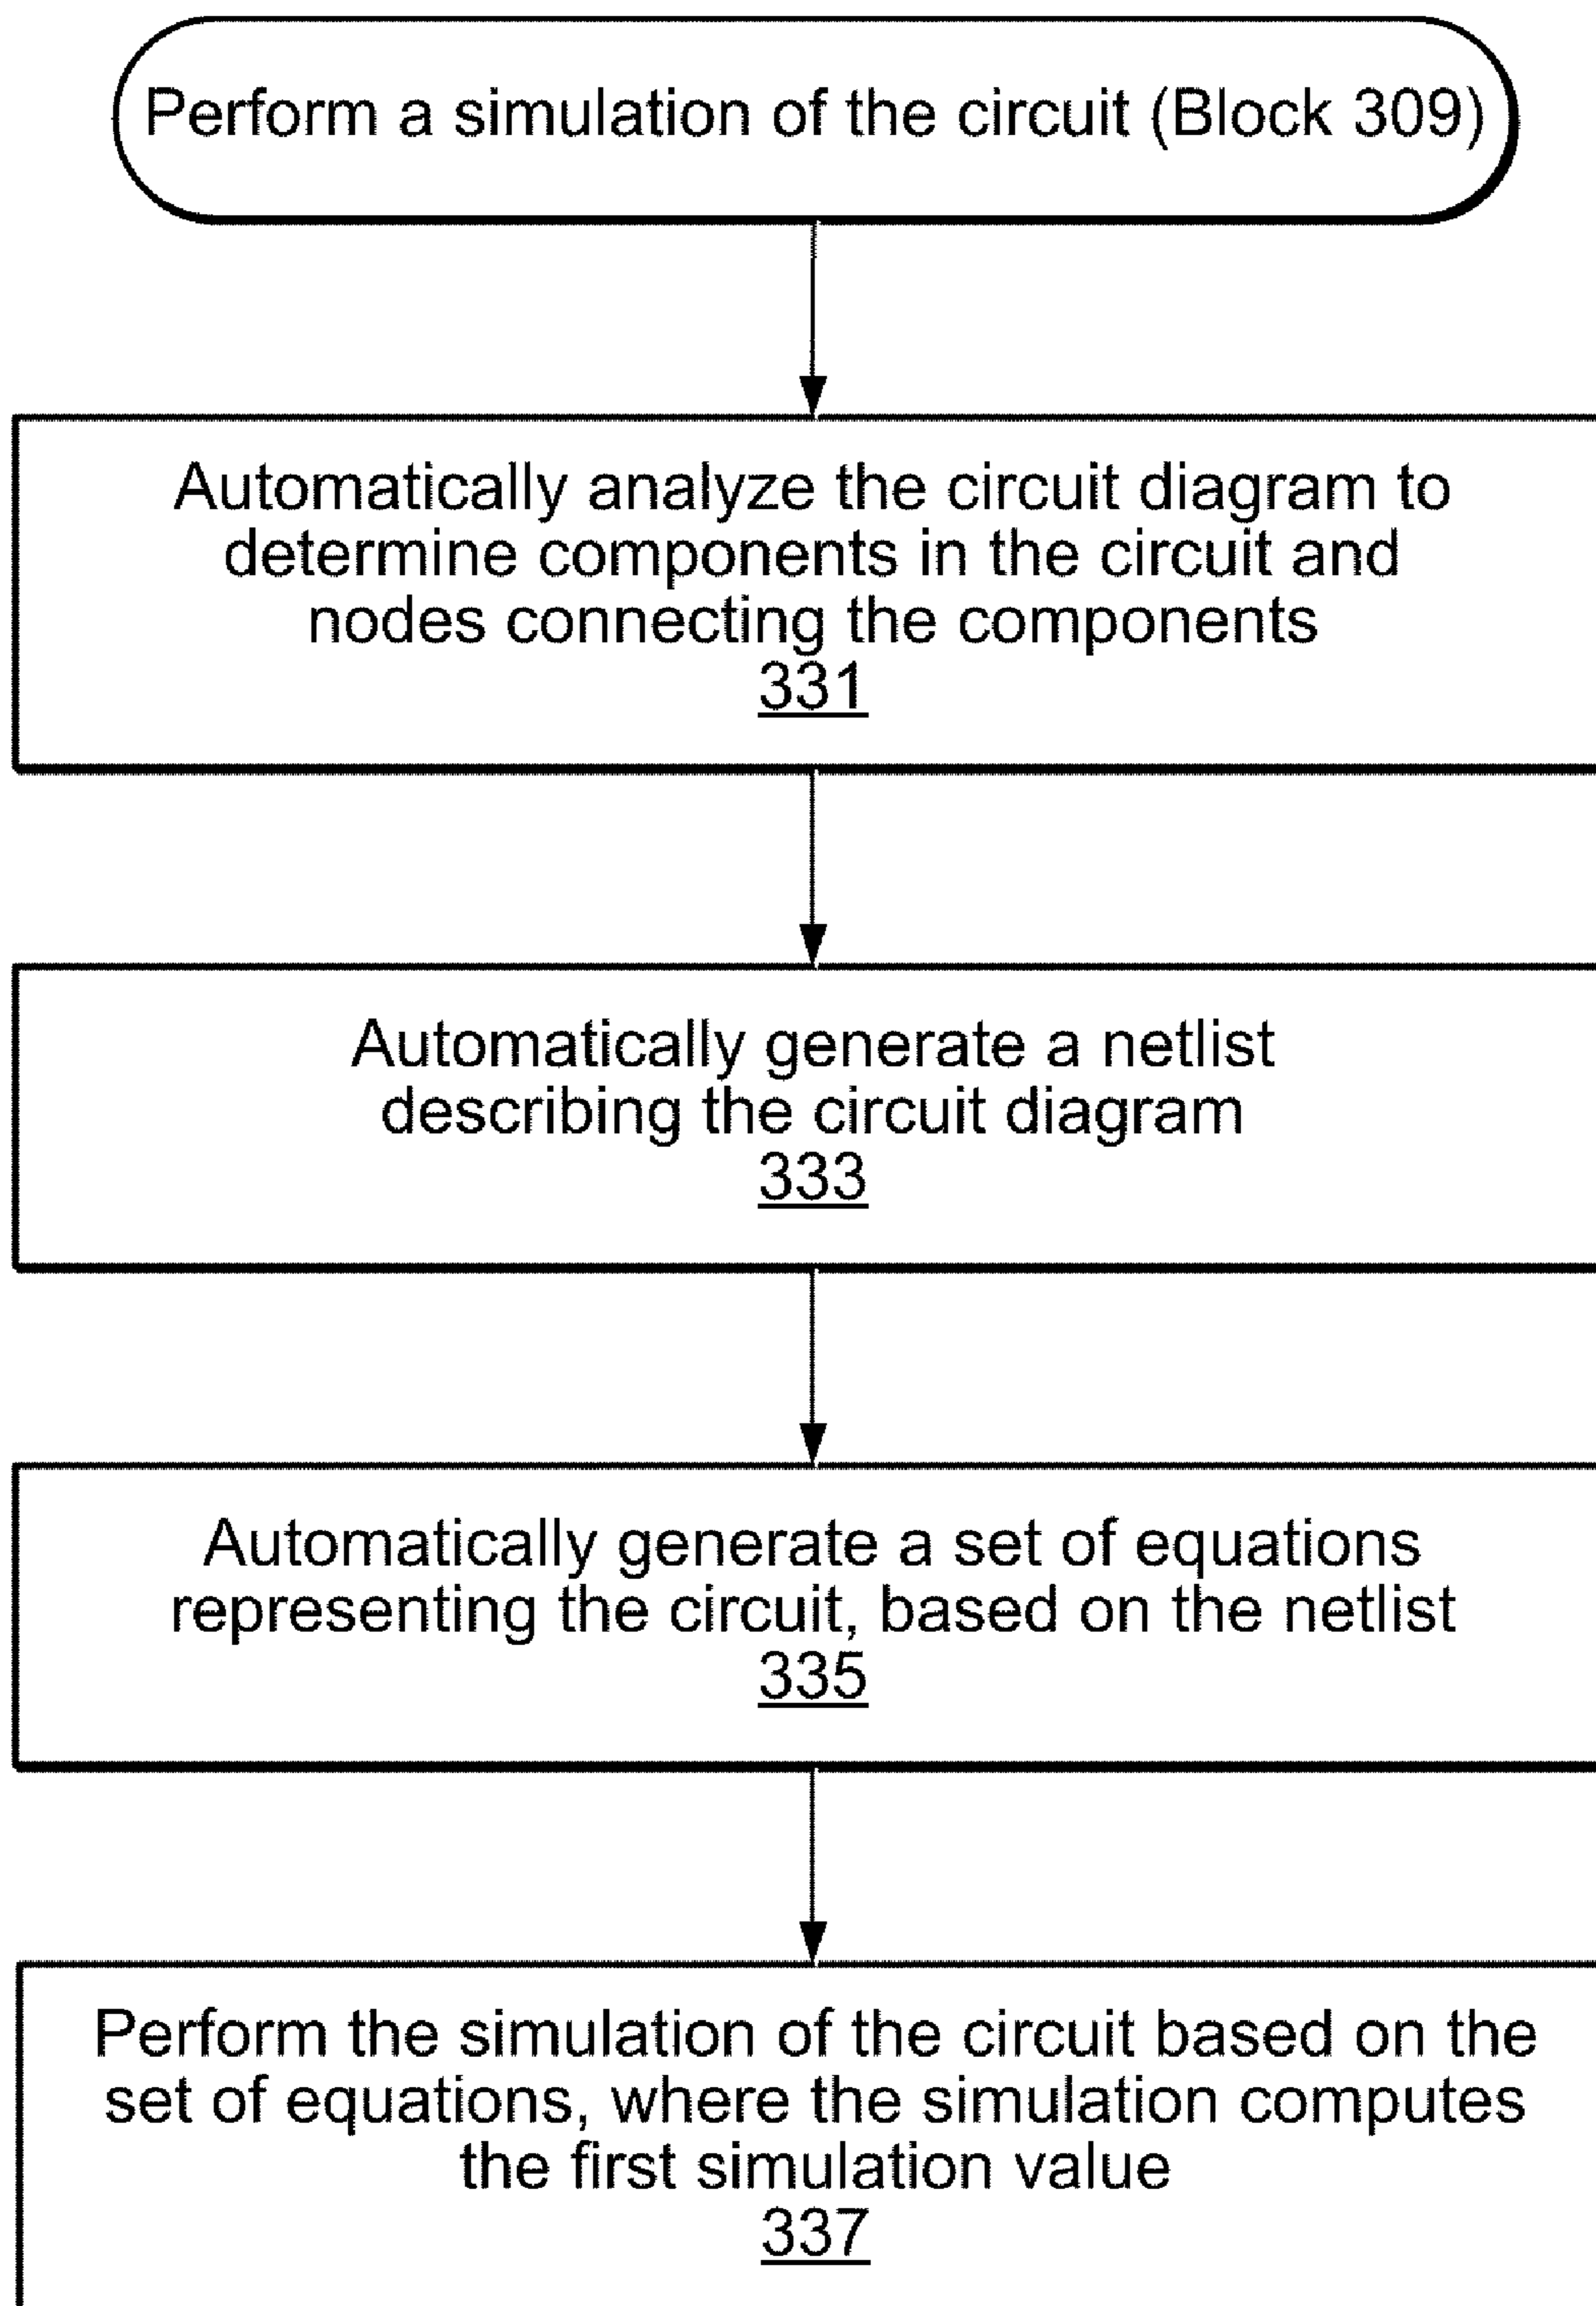 Perform a simulation of the circuit (Block 309)
Automatically analyze the circuit diagram to
determine components in the circuit and
nodes connecting the components
331
Automatically generate a netlist
describing the circuit diagram
333
Automatically generate a set of equations
representing the circuit, based on the netlist
335
Perform the simulation of the circuit based on the
set of equations, where the simulation computes
the first simulation value
337